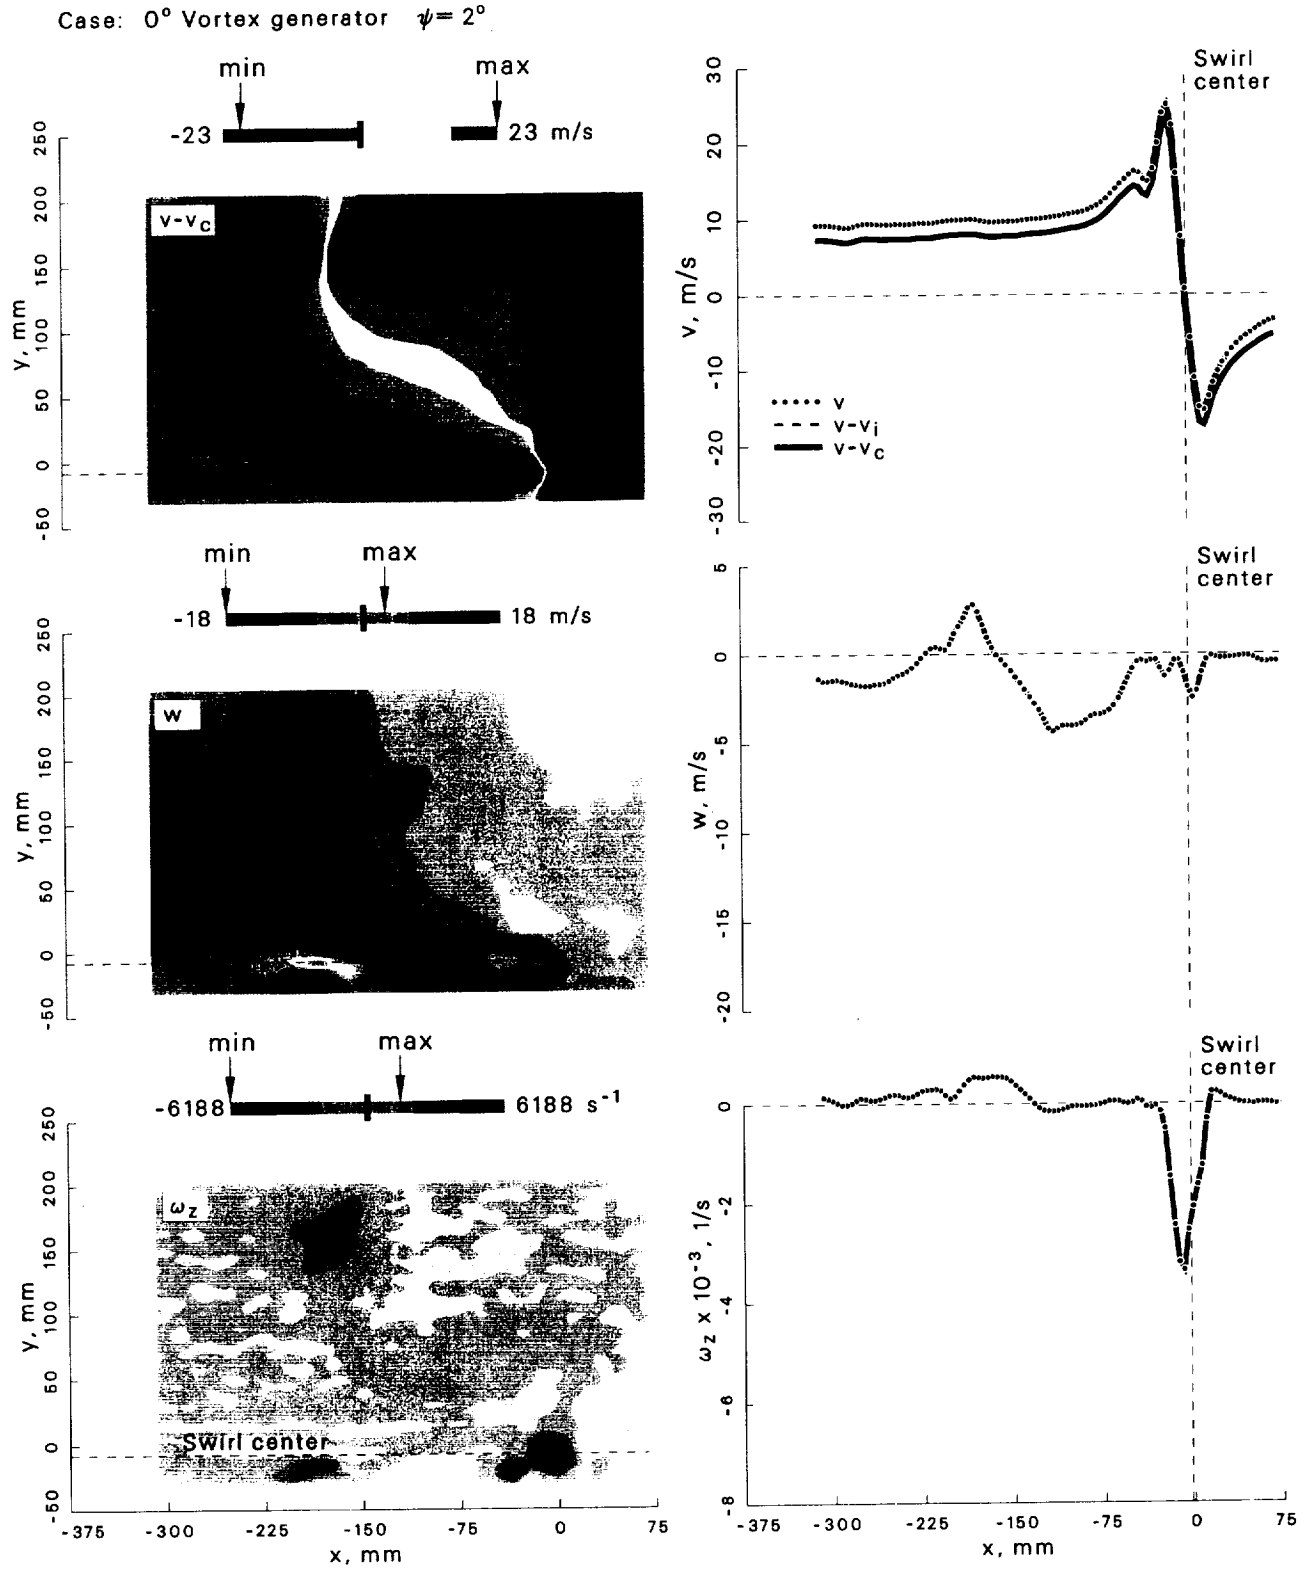 Case: 0° Vortex generator ψ= 2°
min max
-23 23 m/s
250
200
150
100
50
0
-50
y, mm
v-vc
min max
-18 18 m/s
250
200
150
100
50
0
-50
y, mm
w
min max
-6188 6188 s⁻¹
250
200
150
100
50
0
-50
y, mm
ωz
Swirl center
-375 -300 -225 -150 -75 0 75
x, mm
Swirl
center
30
20
10
0
-10
-20
-30
v, m/s
v
v-vi
v-vc
Swirl
center
5
0
-5
-10
-15
-20
w, m/s
Swirl
center
0
-2
-4
-6
-8
ωz x 10⁻³, 1/s
-375 -300 -225 -150 -75 0 75
x, mm